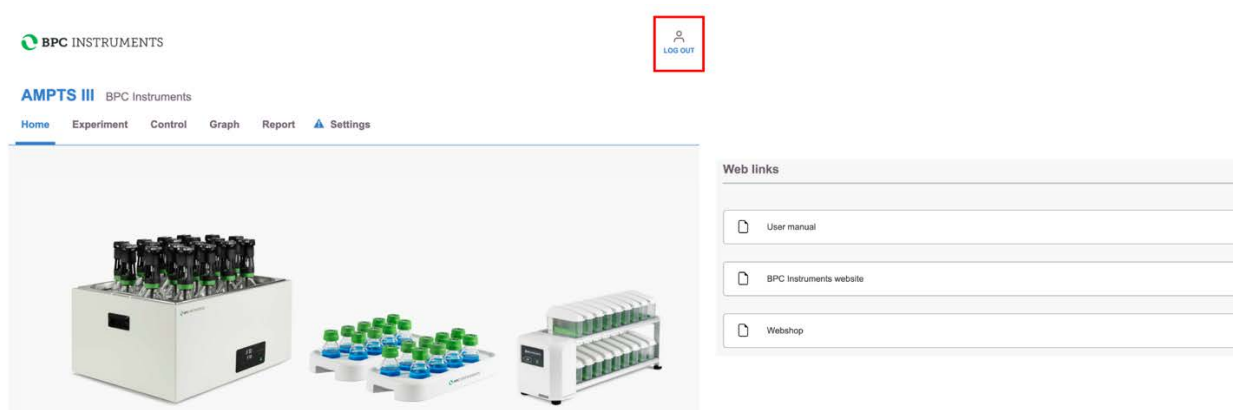 BPC INSTRUMENTS
LOG OUT
AMPTS III BPC Instruments
Home Experiment Control Graph Report Settings
Web links
User manual
BPC Instruments website
Webshop